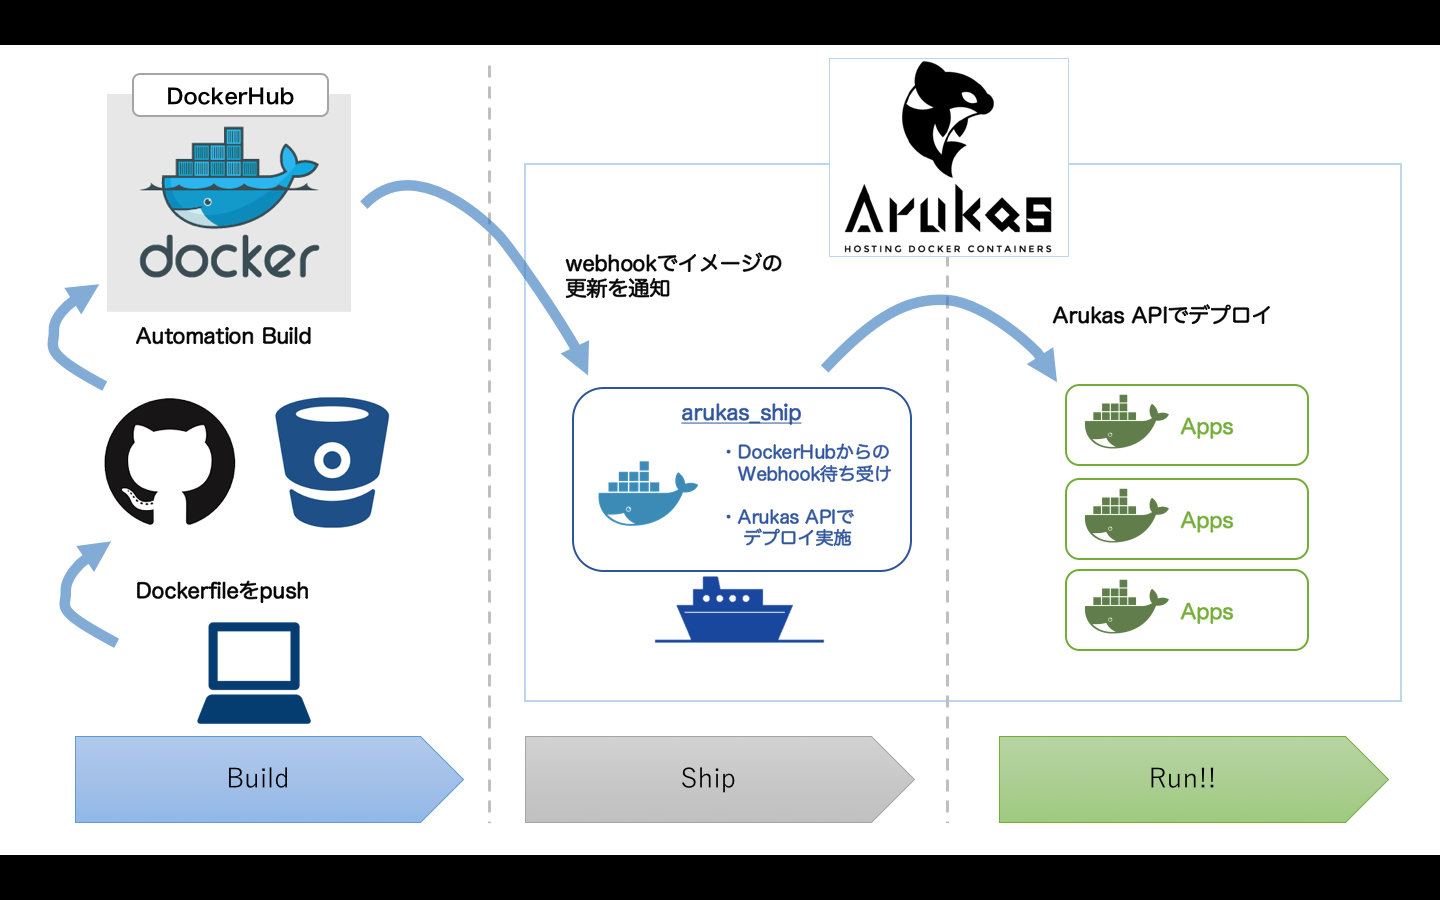 DockerHub
docker
Automation Build
Dockerfileをpush
Build
Arukas
HOSTING DOCKER CONTAINERS
webhookでイメージの
更新を通知
arukas_ship
・DockerHubからの
Webhook待ち受け
・Arukas APIで
デプロイ実施
Ship
Arukas APIでデプロイ
Apps
Apps
Apps
Run!!